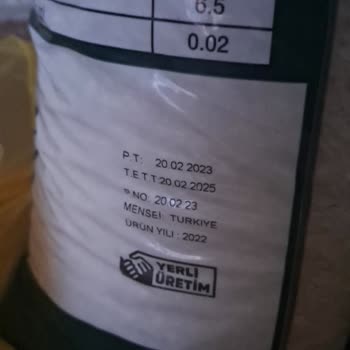 6.5
0.02
P.T: 20.02.2023
T.E.T.T:20.02.2025
P.NO: 20.02.23
MENSEİ: TURKIYE
ÜRÜN YILI : 2022
YERLİ
ÜRETİM